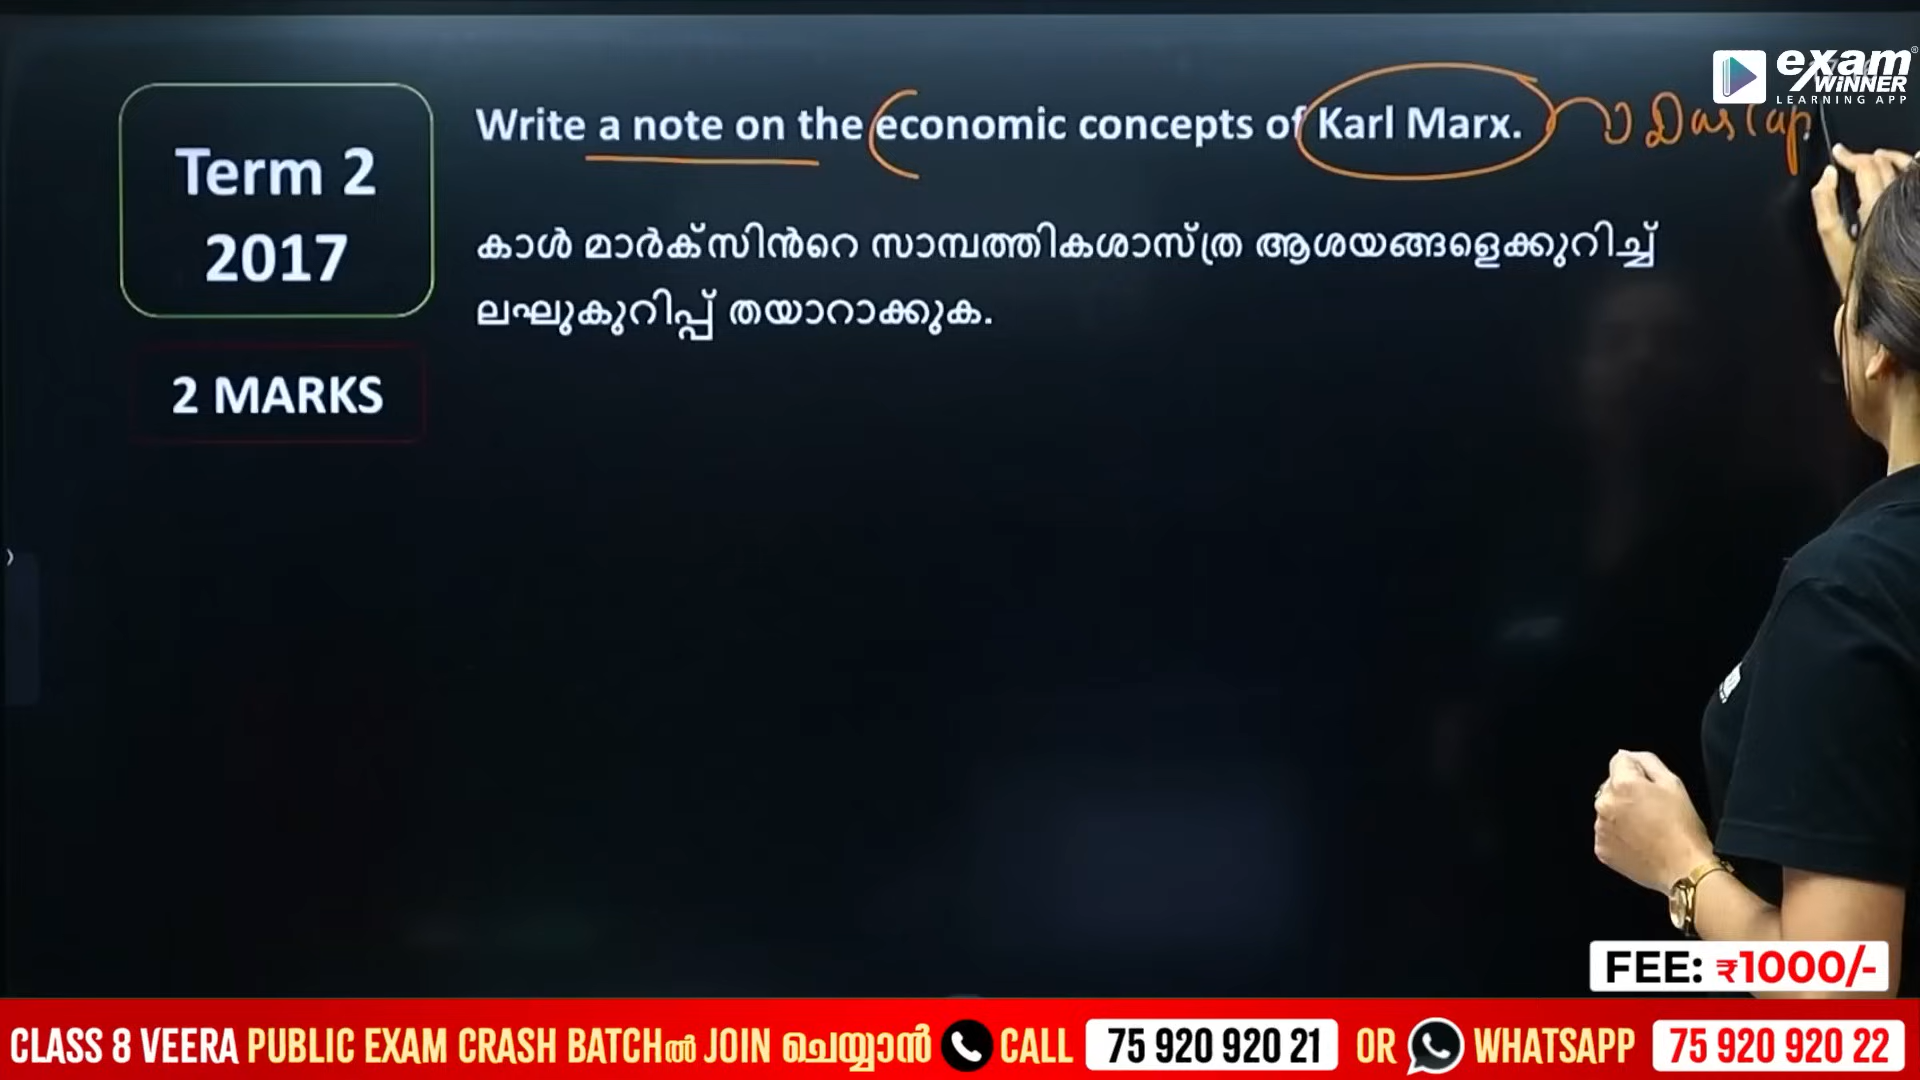 exam
WINNER
LEARNING APP
Term 2
2017
2 MARKS
Write a note on the economic concepts of Karl Marx.
Das Cap
കാൾ മാർക്സിൻറെ സാമ്പത്തികശാസ്ത്ര ആശയങ്ങളെക്കുറിച്ച്
ലഘുകുറിപ്പ് തയാറാക്കുക.
FEE: ₹1000/-
CLASS 8 VEERA PUBLIC EXAM CRASH BATCHൽ JOIN ചെയ്യാൻ CALL 75 920 920 21 OR WHATSAPP 75 920 920 22